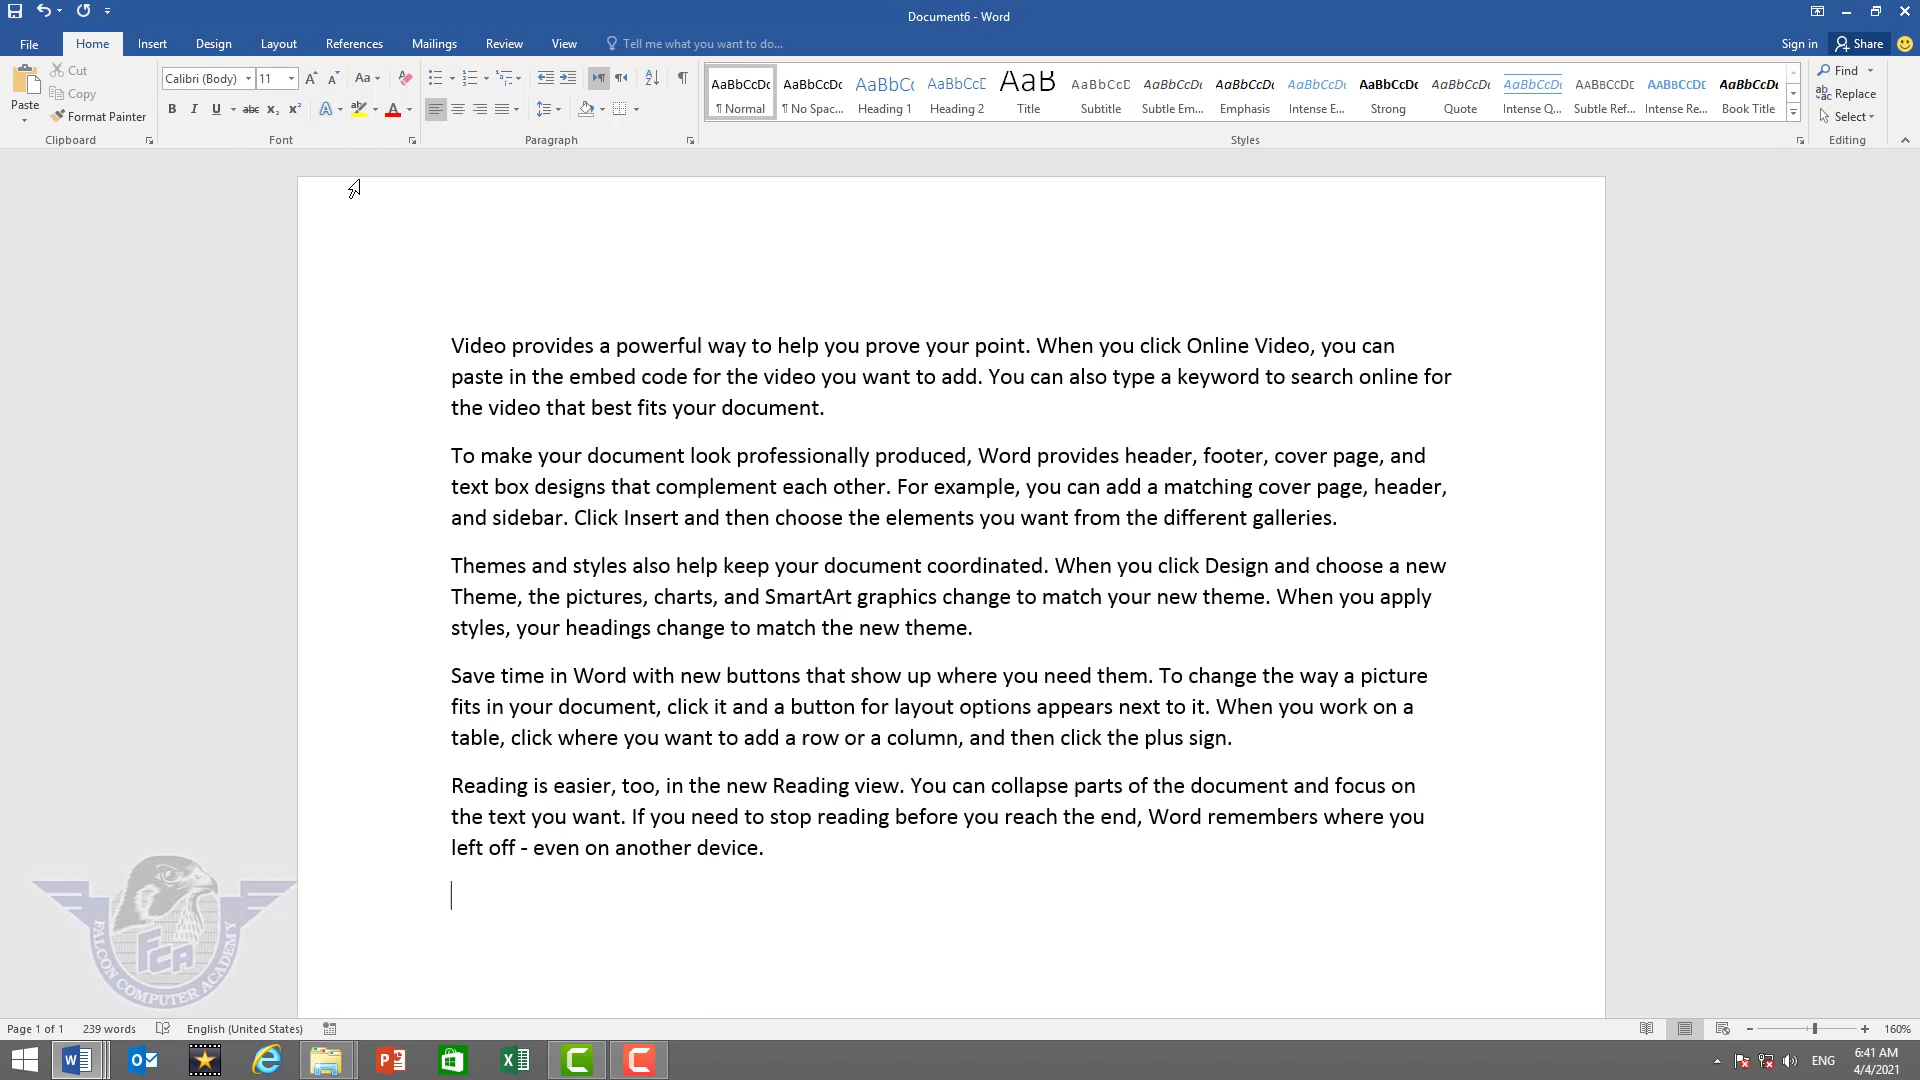 Document6 - Word
File Home Insert Design Layout References Mailings Review View Tell me what you want to do... Sign in Share
Paste
Cut
Copy
Format Painter
Clipboard
Calibri (Body) 11
Font
Paragraph
AaBbCcDc AaBbCcDc AaBbCc AaBbCcD AaB AaBbCcD AaBbCcDc AaBbCcDc AaBbCcDc AaBbCcDc AaBbCcDc AaBbCcDc AaBbCcDd AaBbCcDd AaBbCcDc
¶ Normal ¶ No Spac... Heading 1 Heading 2 Title Subtitle Subtle Em... Emphasis Intense E... Strong Quote Intense Q... Subtle Ref... Intense Re... Book Title
Styles
Find
Replace
Select
Editing
Video provides a powerful way to help you prove your point. When you click Online Video, you can
paste in the embed code for the video you want to add. You can also type a keyword to search online for
the video that best fits your document.
To make your document look professionally produced, Word provides header, footer, cover page, and
text box designs that complement each other. For example, you can add a matching cover page, header,
and sidebar. Click Insert and then choose the elements you want from the different galleries.
Themes and styles also help keep your document coordinated. When you click Design and choose a new
Theme, the pictures, charts, and SmartArt graphics change to match your new theme. When you apply
styles, your headings change to match the new theme.
Save time in Word with new buttons that show up where you need them. To change the way a picture
fits in your document, click it and a button for layout options appears next to it. When you work on a
table, click where you want to add a row or a column, and then click the plus sign.
Reading is easier, too, in the new Reading view. You can collapse parts of the document and focus on
the text you want. If you need to stop reading before you reach the end, Word remembers where you
left off - even on another device.
FCA
FALCON COMPUTER ACADEMY
Page 1 of 1 239 words English (United States) 160%
ENG
6:41 AM
4/4/2021